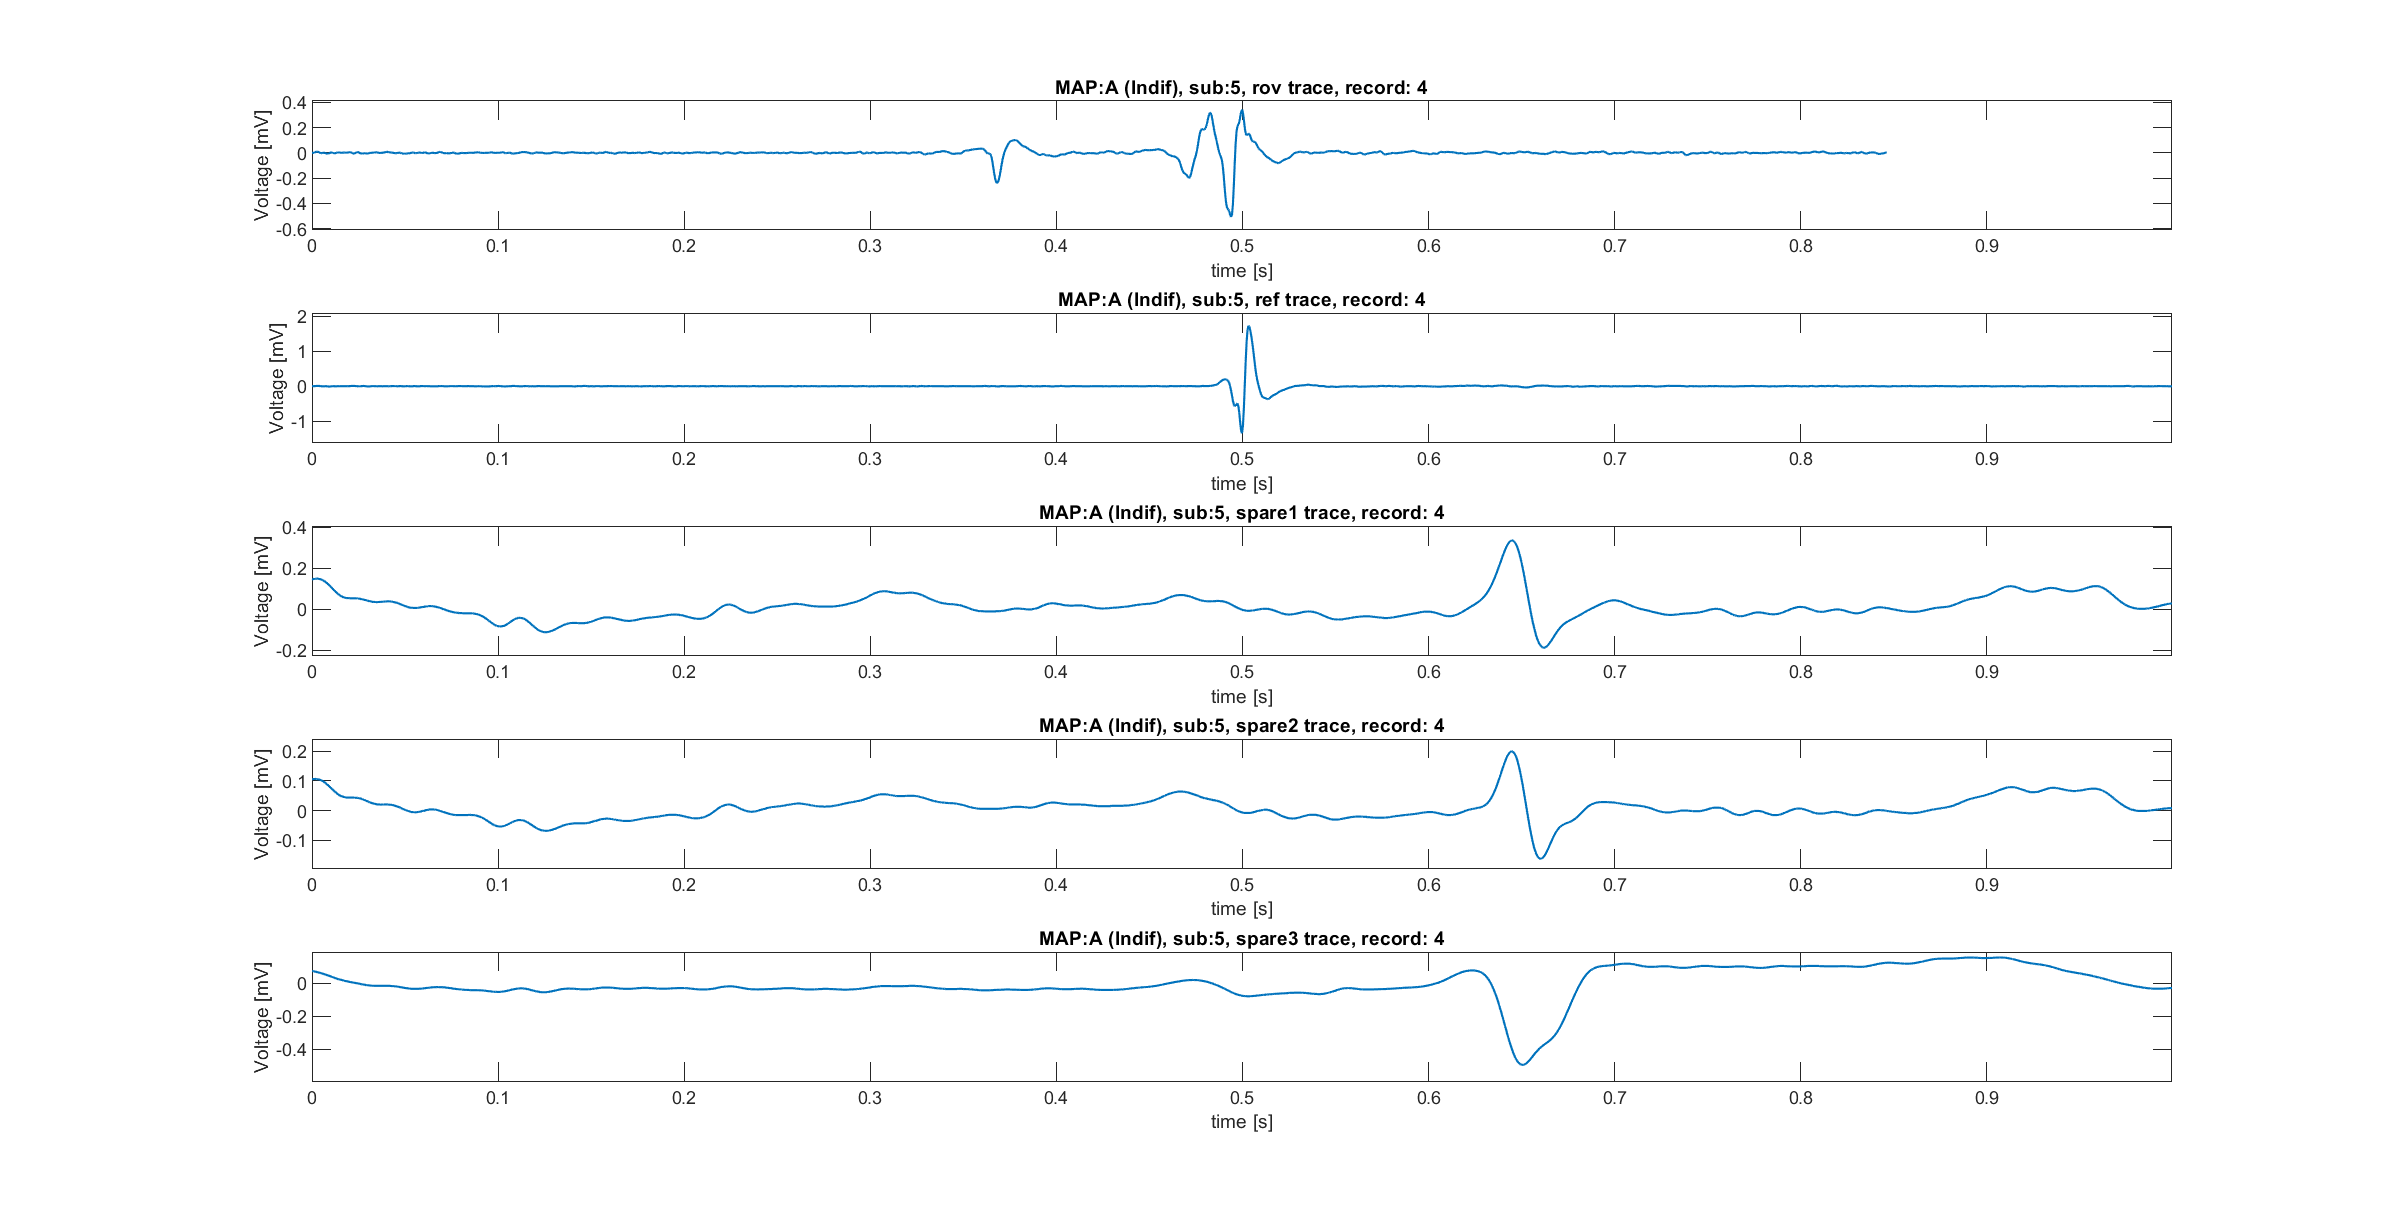 MAP:A (Indif), sub:5, rov trace, record: 4
Voltage [mV]
0.4
0.2
0
-0.2
-0.4
-0.6
0 0.1 0.2 0.3 0.4 0.5 0.6 0.7 0.8 0.9
time [s]
MAP:A (Indif), sub:5, ref trace, record: 4
Voltage [mV]
2
1
0
-1
0 0.1 0.2 0.3 0.4 0.5 0.6 0.7 0.8 0.9
time [s]
MAP:A (Indif), sub:5, spare1 trace, record: 4
Voltage [mV]
0.4
0.2
0
-0.2
0 0.1 0.2 0.3 0.4 0.5 0.6 0.7 0.8 0.9
time [s]
MAP:A (Indif), sub:5, spare2 trace, record: 4
Voltage [mV]
0.2
0.1
0
-0.1
0 0.1 0.2 0.3 0.4 0.5 0.6 0.7 0.8 0.9
time [s]
MAP:A (Indif), sub:5, spare3 trace, record: 4
Voltage [mV]
0
-0.2
-0.4
0 0.1 0.2 0.3 0.4 0.5 0.6 0.7 0.8 0.9
time [s]